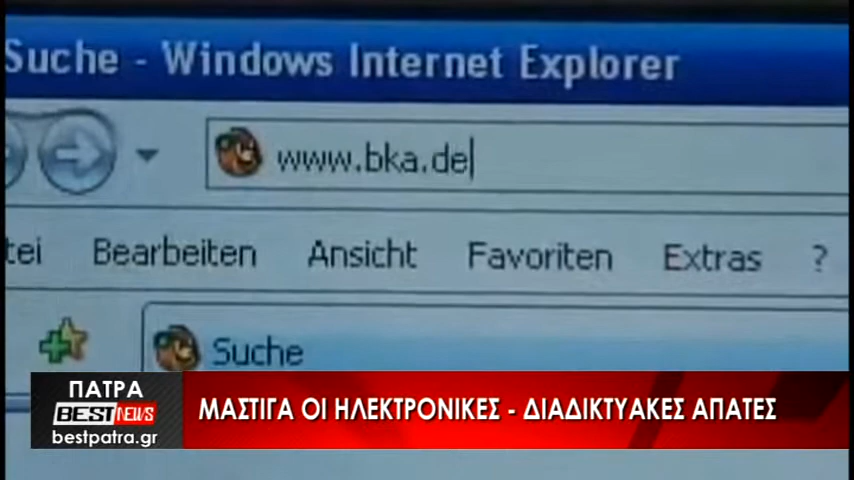 Suche - Windows Internet Explorer
www.bka.de
tei Bearbeiten Ansicht Favoriten Extras ?
Suche
ΠΑΤΡΑ
BEST NEWS
bestpatra.gr
ΜΑΣΤΙΓΑ ΟΙ ΗΛΕΚΤΡΟΝΙΚΕΣ - ΔΙΑΔΙΚΤΥΑΚΕΣ ΑΠΑΤΕΣ